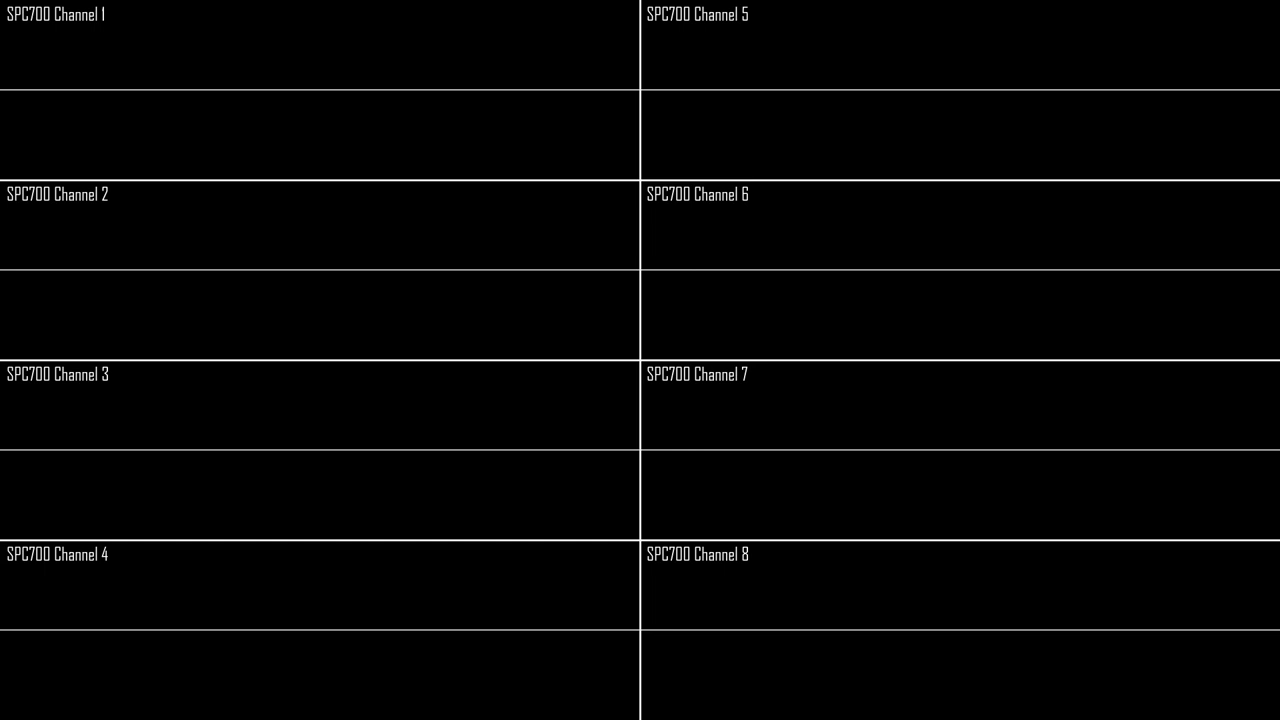 SPC700 Channel 1
SPC700 Channel 2
SPC700 Channel 3
SPC700 Channel 4
SPC700 Channel 5
SPC700 Channel 6
SPC700 Channel 7
SPC700 Channel 8